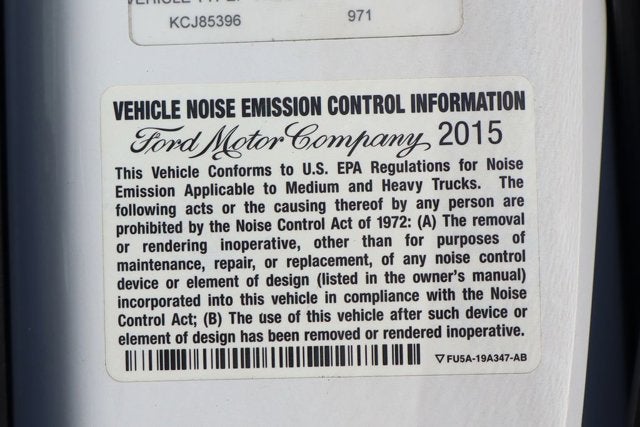 VEHICLE TYPE:
KCJ85396 971
VEHICLE NOISE EMISSION CONTROL INFORMATION
Ford Motor Company 2015
This Vehicle Conforms to U.S. EPA Regulations for Noise
Emission Applicable to Medium and Heavy Trucks. The
following acts or the causing thereof by any person are
prohibited by the Noise Control Act of 1972: (A) The removal
or rendering inoperative, other than for purposes of
maintenance, repair, or replacement, of any noise control
device or element of design (listed in the owner's manual)
incorporated into this vehicle in compliance with the Noise
Control Act; (B) The use of this vehicle after such device or
element of design has been removed or rendered inoperative.
FU5A-19A347-AB